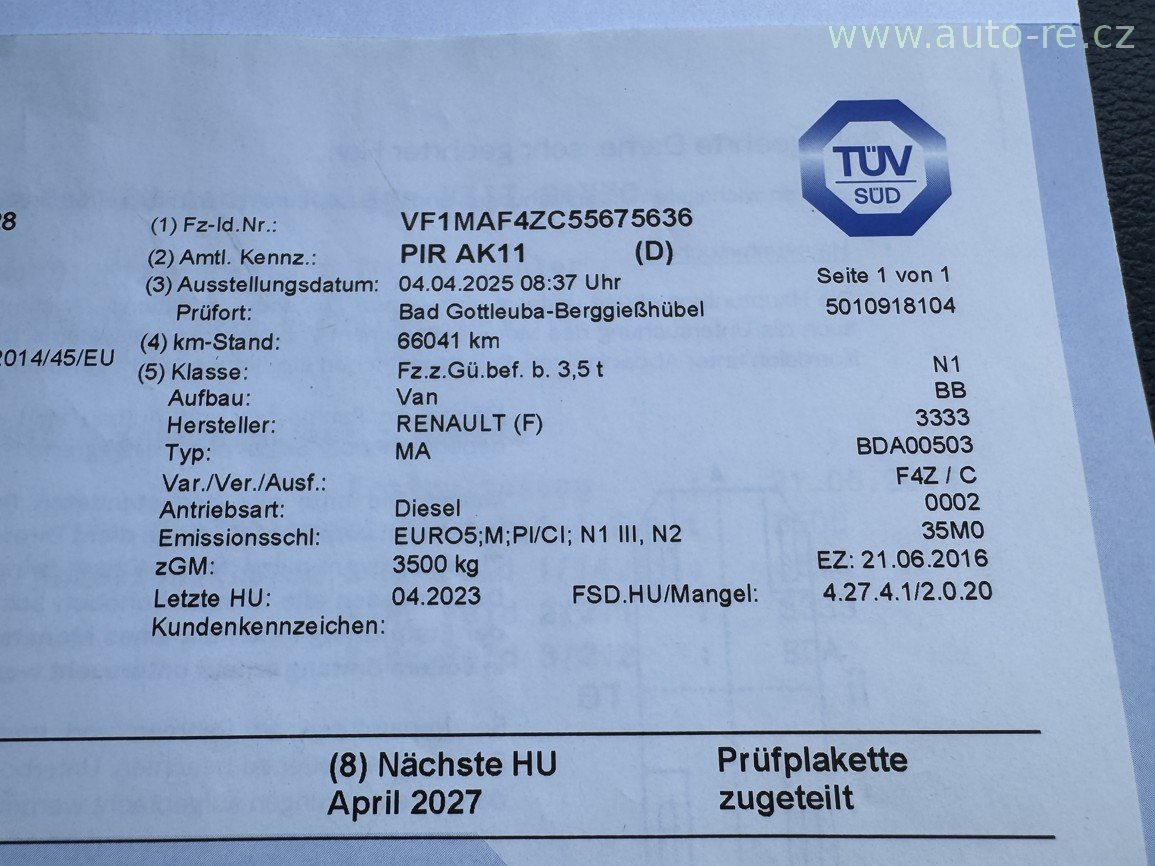 www.auto-re.cz
TÜV
SÜD
(1) Fz-Id.Nr.: VF1MAF4ZC55675636
(2) Amtl. Kennz.: PIR AK11 (D)
(3) Ausstellungsdatum: 04.04.2025 08:37 Uhr Seite 1 von 1
Prüfort: Bad Gottleuba-Berggießhübel 5010918104
(4) km-Stand: 66041 km
2014/45/EU
(5) Klasse: Fz.z.Gü.bef. b. 3,5 t N1
Aufbau: Van BB
Hersteller: RENAULT (F) 3333
Typ: MA BDA00503
Var./Ver./Ausf.: F4Z / C
Antriebsart: Diesel 0002
Emissionsschl: EURO5;M;PI/CI; N1 III, N2 35M0
zGM: 3500 kg EZ: 21.06.2016
Letzte HU: 04.2023 FSD.HU/Mangel: 4.27.4.1/2.0.20
Kundenkennzeichen:
(8) Nächste HU Prüfplakette
April 2027 zugeteilt